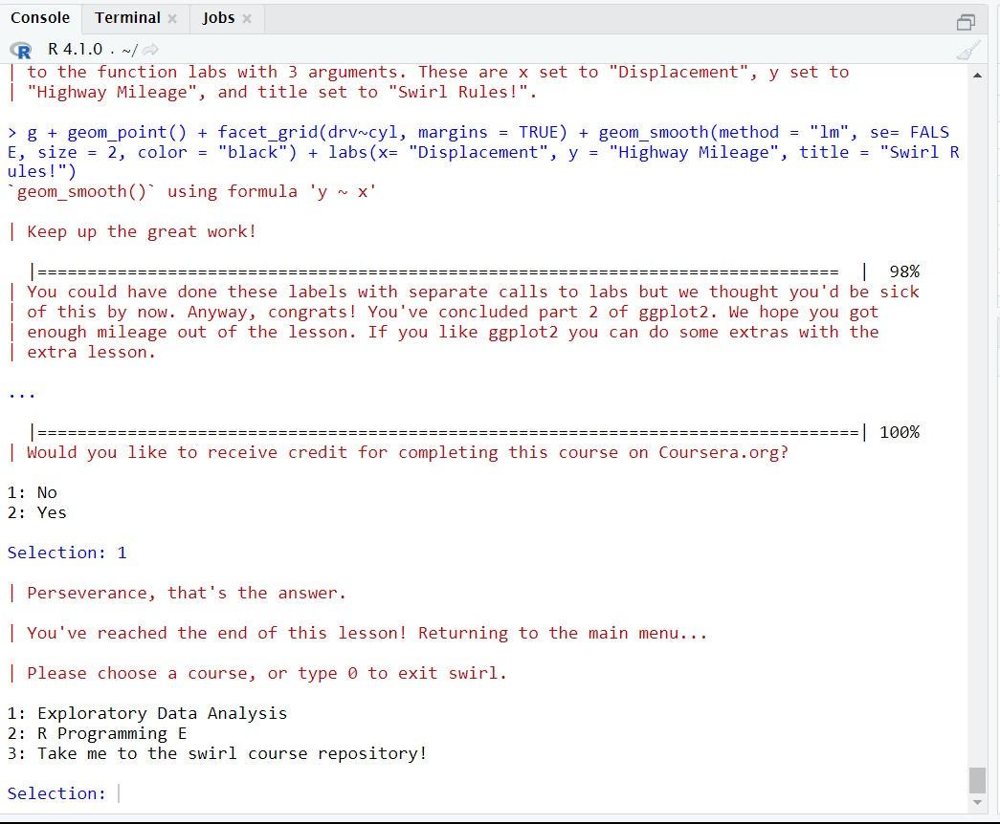 Console Terminal × Jobs ×
R R 4.1.0 . ~/
| to the function labs with 3 arguments. These are x set to "Displacement", y set to
| "Highway Mileage", and title set to "Swirl Rules!".
> g + geom_point() + facet_grid(drv~cyl, margins = TRUE) + geom_smooth(method = "lm", se= FALS
E, size = 2, color = "black") + labs(x= "Displacement", y = "Highway Mileage", title = "Swirl R
ules!")
`geom_smooth()` using formula 'y ~ x'
| Keep up the great work!
|================================================================================   |  98%
| You could have done these labels with separate calls to labs but we thought you'd be sick
| of this by now. Anyway, congrats! You've concluded part 2 of ggplot2. We hope you got
| enough mileage out of the lesson. If you like ggplot2 you can do some extras with the
| extra lesson.
...
|==================================================================================| 100%
| Would you like to receive credit for completing this course on Coursera.org?
1: No
2: Yes
Selection: 1
| Perseverance, that's the answer.
| You've reached the end of this lesson! Returning to the main menu...
| Please choose a course, or type 0 to exit swirl.
1: Exploratory Data Analysis
2: R Programming E
3: Take me to the swirl course repository!
Selection: